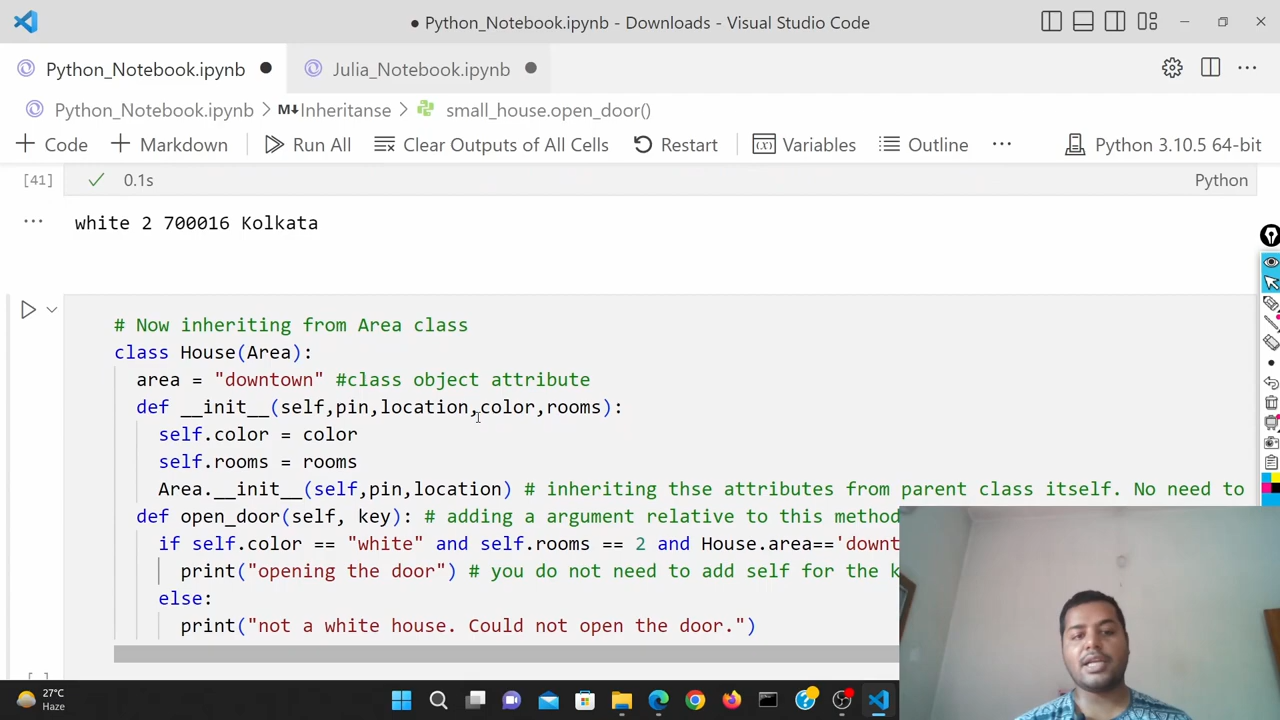 ● Python_Notebook.ipynb - Downloads - Visual Studio Code
Python_Notebook.ipynb ● Julia_Notebook.ipynb ●
Python_Notebook.ipynb > M↓Inheritanse > small_house.open_door()
+ Code + Markdown Run All Clear Outputs of All Cells Restart Variables Outline ··· Python 3.10.5 64-bit
[41] 0.1s Python
··· white 2 700016 Kolkata
# Now inheriting from Area class
class House(Area):
area = "downtown" #class object attribute
def __init__(self,pin,location,color,rooms):
self.color = color
self.rooms = rooms
Area.__init__(self,pin,location) # inheriting thse attributes from parent class itself. No need to
def open_door(self, key): # adding a argument relative to this method
if self.color == "white" and self.rooms == 2 and House.area=='downt
print("opening the door") # you do not need to add self for the k
else:
print("not a white house. Could not open the door.")
27°C
Haze